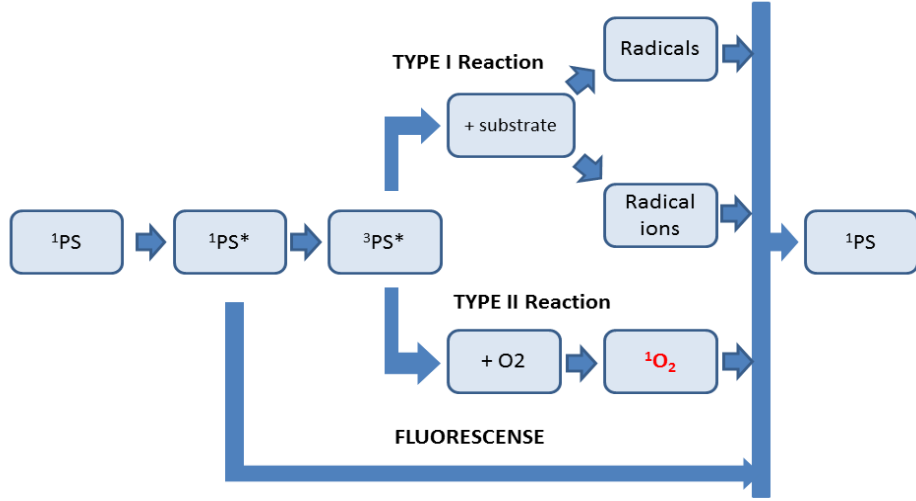 Radicals
TYPE I Reaction
+ substrate
Radical
ions
¹PS
¹PS*
³PS*
¹PS
TYPE II Reaction
+ O2
¹O₂
FLUORESCENSE